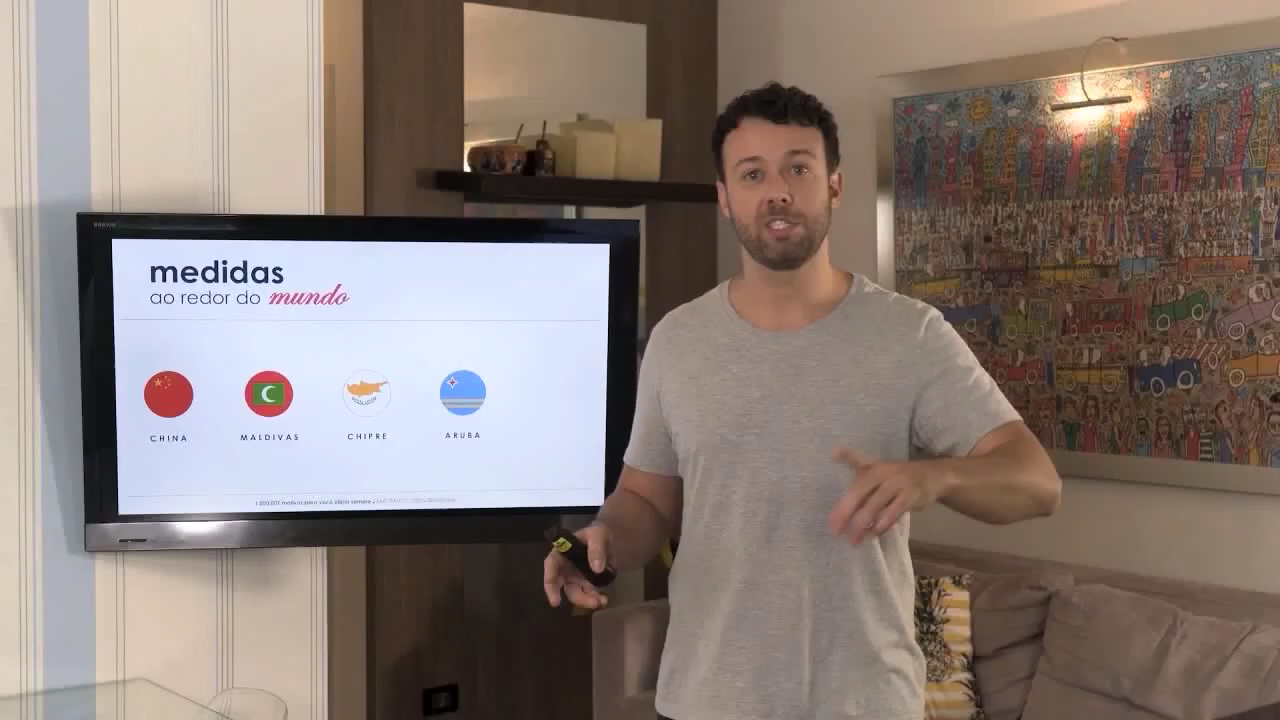 medidas
ao redor do mundo
CHINA
MALDIVAS
CHIPRE
ARUBA